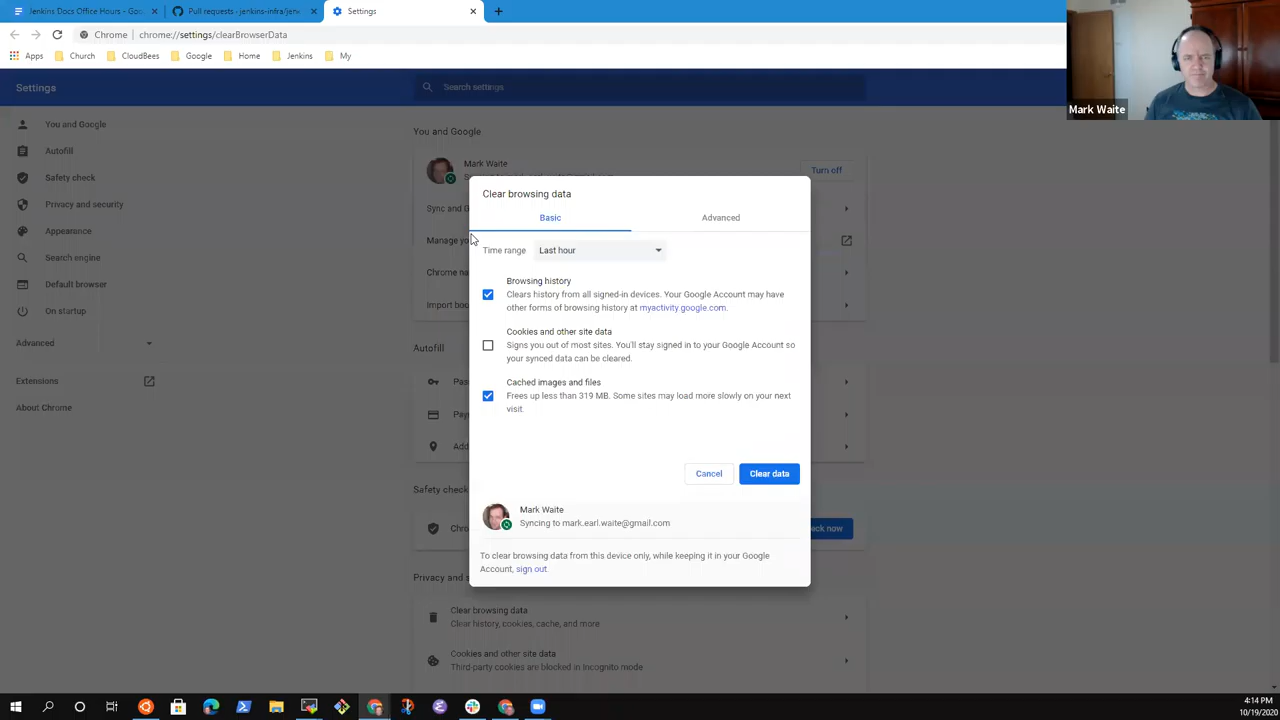 Jenkins Docs Office Hours - Goo
Pull requests · jenkins-infra/jen
Settings
Chrome | chrome://settings/clearBrowserData
Apps Church CloudBees Google Home Jenkins My
Mark Waite
Settings
Search settings
You and Google
Autofill
Safety check
Privacy and security
Appearance
Search engine
Default browser
On startup
Advanced
Extensions
About Chrome
You and Google
Mark Waite
Turn off
Sync and G
Manage yo
Chrome na
Import boo
Autofill
Pas
Pay
Add
Safety check
Chro
eck now
Privacy and s
Clear browsing data
Clear history, cookies, cache, and more
Cookies and other site data
Third-party cookies are blocked in Incognito mode
Clear browsing data
Basic Advanced
Time range Last hour
Browsing history
Clears history from all signed-in devices. Your Google Account may have
other forms of browsing history at myactivity.google.com.
Cookies and other site data
Signs you out of most sites. You'll stay signed in to your Google Account so
your synced data can be cleared.
Cached images and files
Frees up less than 319 MB. Some sites may load more slowly on your next
visit.
Cancel Clear data
Mark Waite
Syncing to mark.earl.waite@gmail.com
To clear browsing data from this device only, while keeping it in your Google
Account, sign out.
4:14 PM
10/19/2020